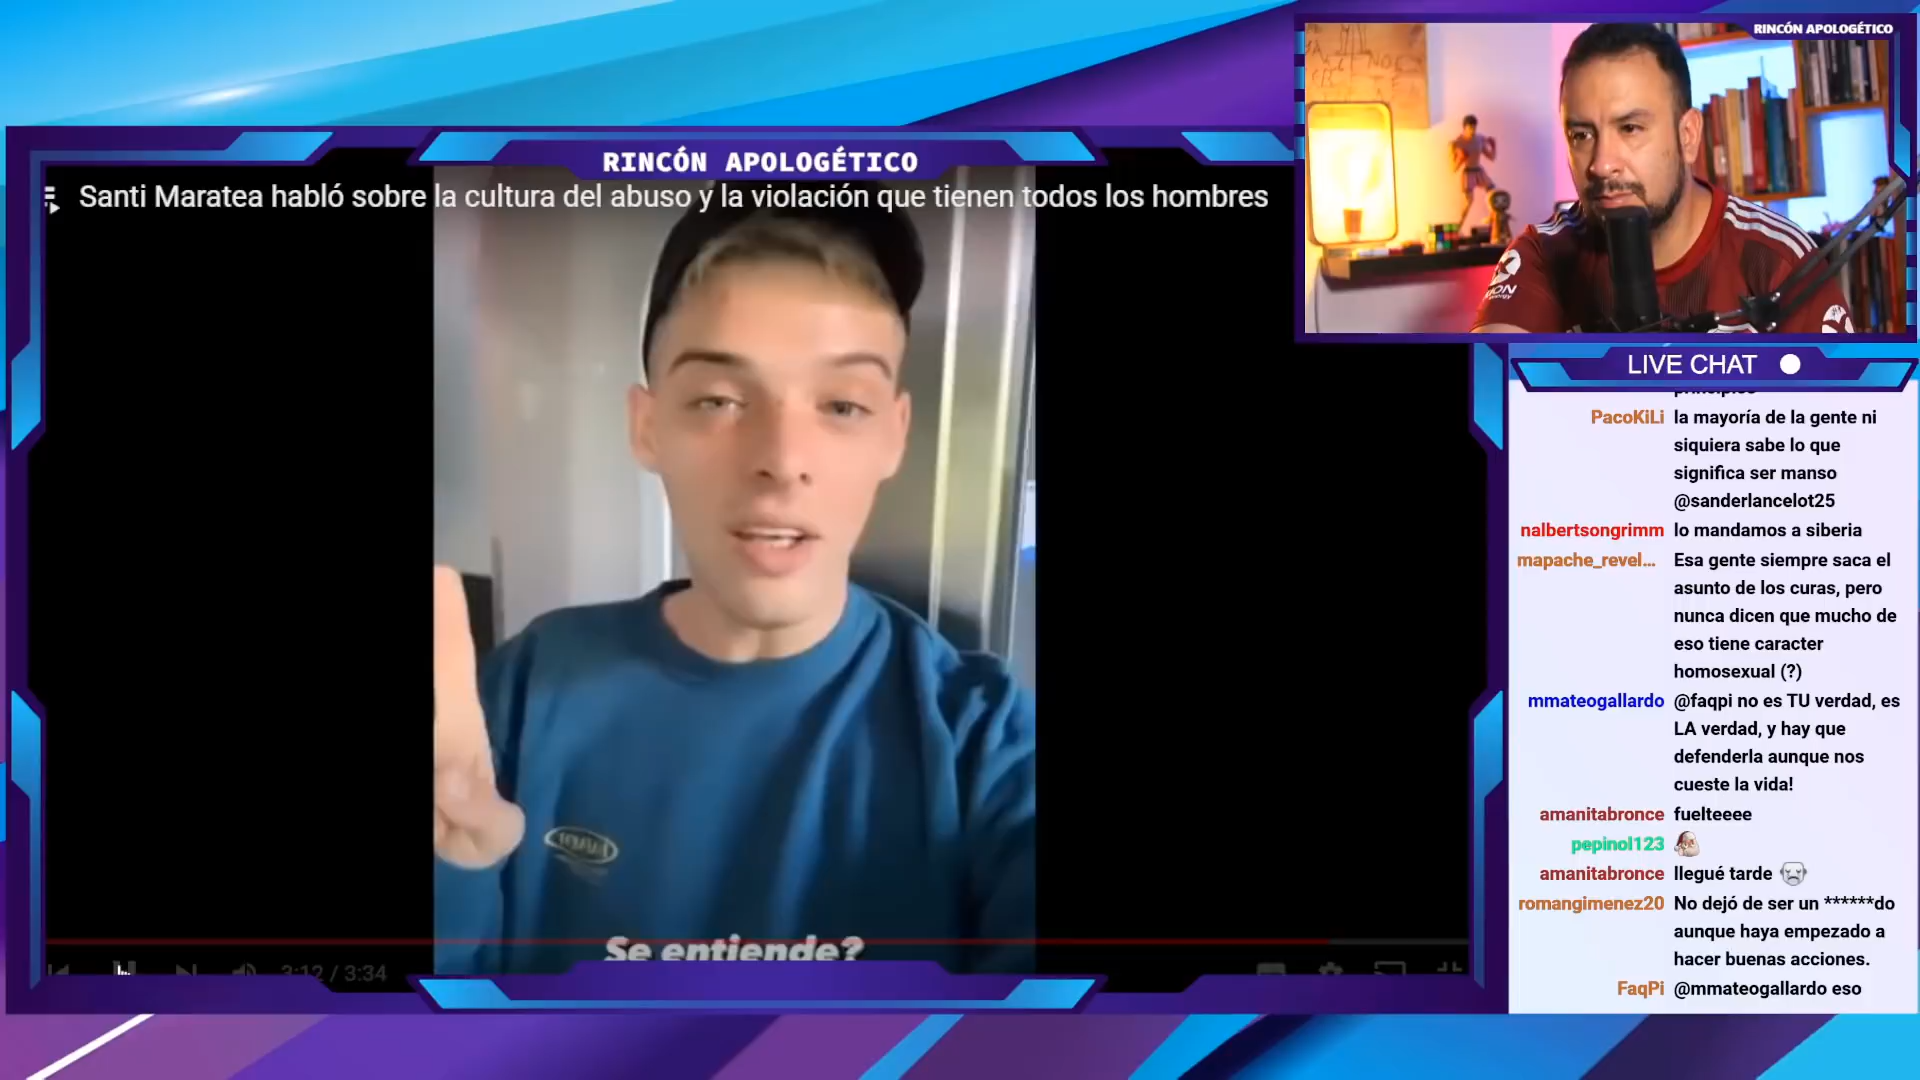 RINCÓN APOLOGÉTICO
RINCÓN APOLOGÉTICO
Santi Maratea habló sobre la cultura del abuso y la violación que tienen todos los hombres
Se entiende?
3:12 / 3:34
LIVE CHAT
PacoKiLi la mayoría de la gente ni
siquiera sabe lo que
significa ser manso
@sanderlancelot25
nalbertsongrimm lo mandamos a siberia
mapache_revel... Esa gente siempre saca el
asunto de los curas, pero
nunca dicen que mucho de
eso tiene caracter
homosexual (?)
mmateogallardo @faqpi no es TU verdad, es
LA verdad, y hay que
defenderla aunque nos
cueste la vida!
amanitabronce fuelteeee
pepinol123
amanitabronce llegué tarde
romangimenez20 No dejó de ser un ******do
aunque haya empezado a
hacer buenas acciones.
FaqPi @mmateogallardo eso